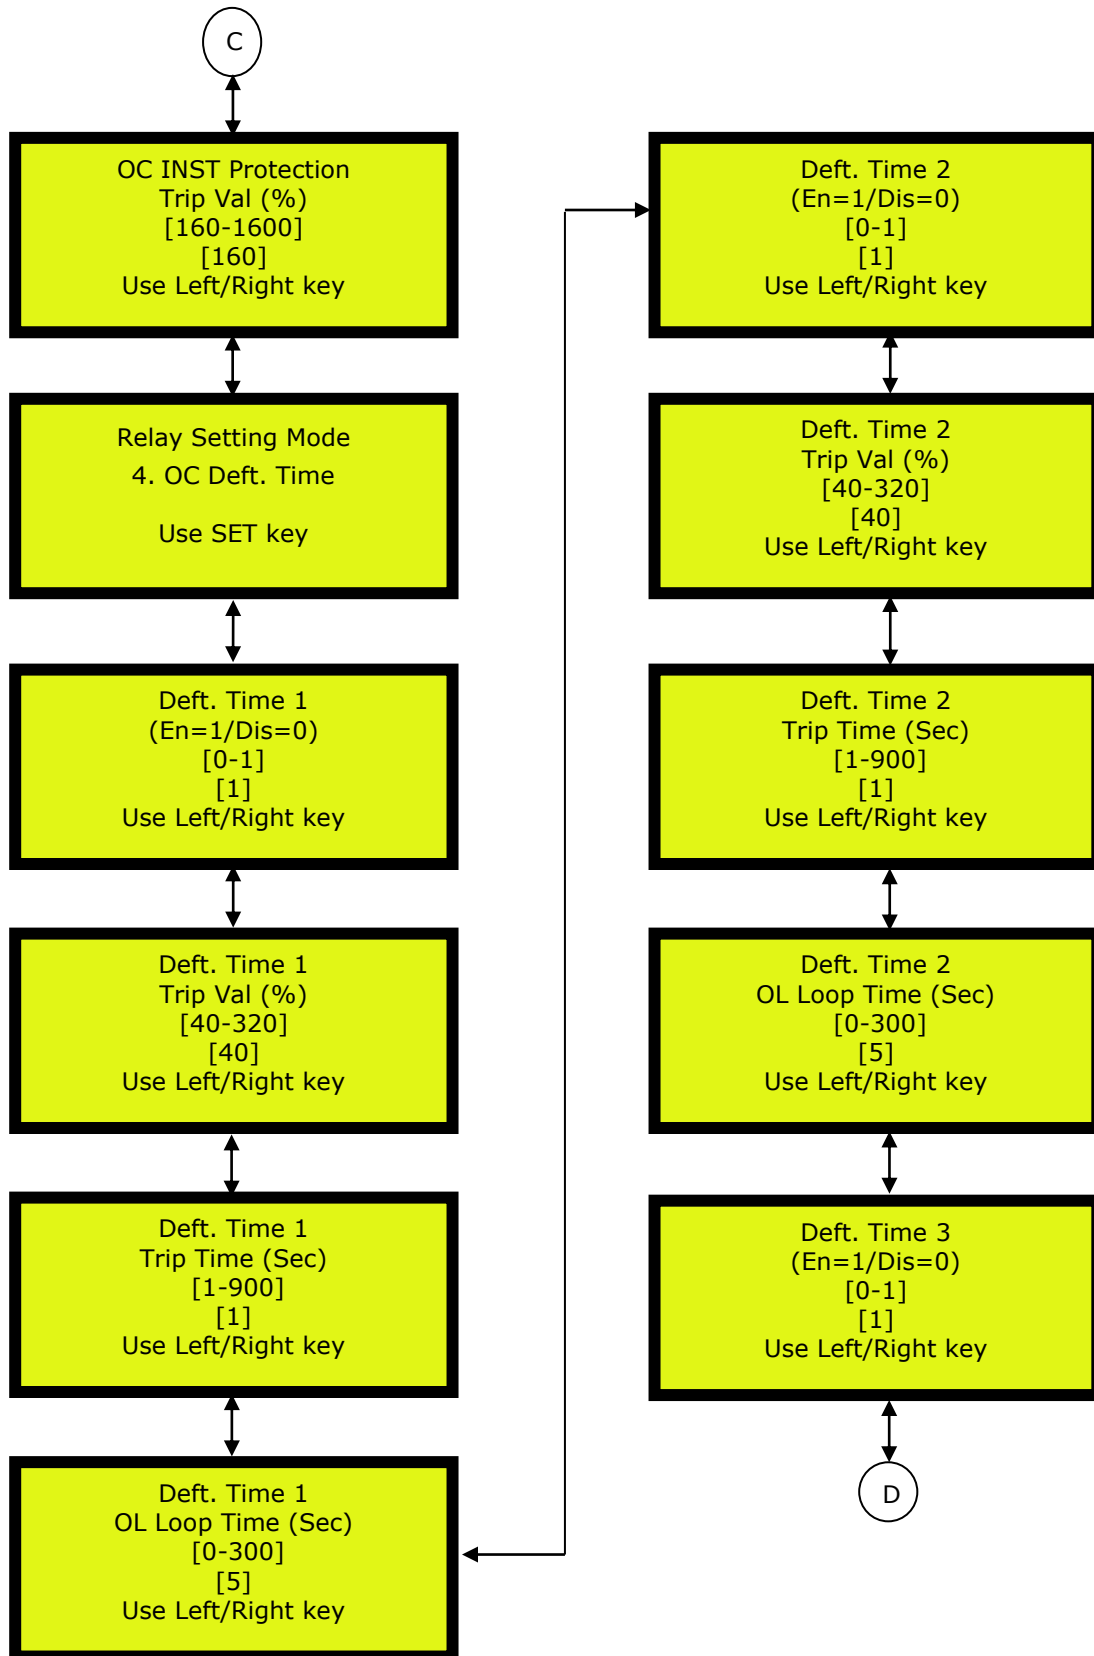 C
OC INST Protection
Trip Val (%)
[160-1600]
[160]
Use Left/Right key
Relay Setting Mode
4. OC Deft. Time
Use SET key
Deft. Time 1
(En=1/Dis=0)
[0-1]
[1]
Use Left/Right key
Deft. Time 1
Trip Val (%)
[40-320]
[40]
Use Left/Right key
Deft. Time 1
Trip Time (Sec)
[1-900]
[1]
Use Left/Right key
Deft. Time 1
OL Loop Time (Sec)
[0-300]
[5]
Use Left/Right key
Deft. Time 2
(En=1/Dis=0)
[0-1]
[1]
Use Left/Right key
Deft. Time 2
Trip Val (%)
[40-320]
[40]
Use Left/Right key
Deft. Time 2
Trip Time (Sec)
[1-900]
[1]
Use Left/Right key
Deft. Time 2
OL Loop Time (Sec)
[0-300]
[5]
Use Left/Right key
Deft. Time 3
(En=1/Dis=0)
[0-1]
[1]
Use Left/Right key
D